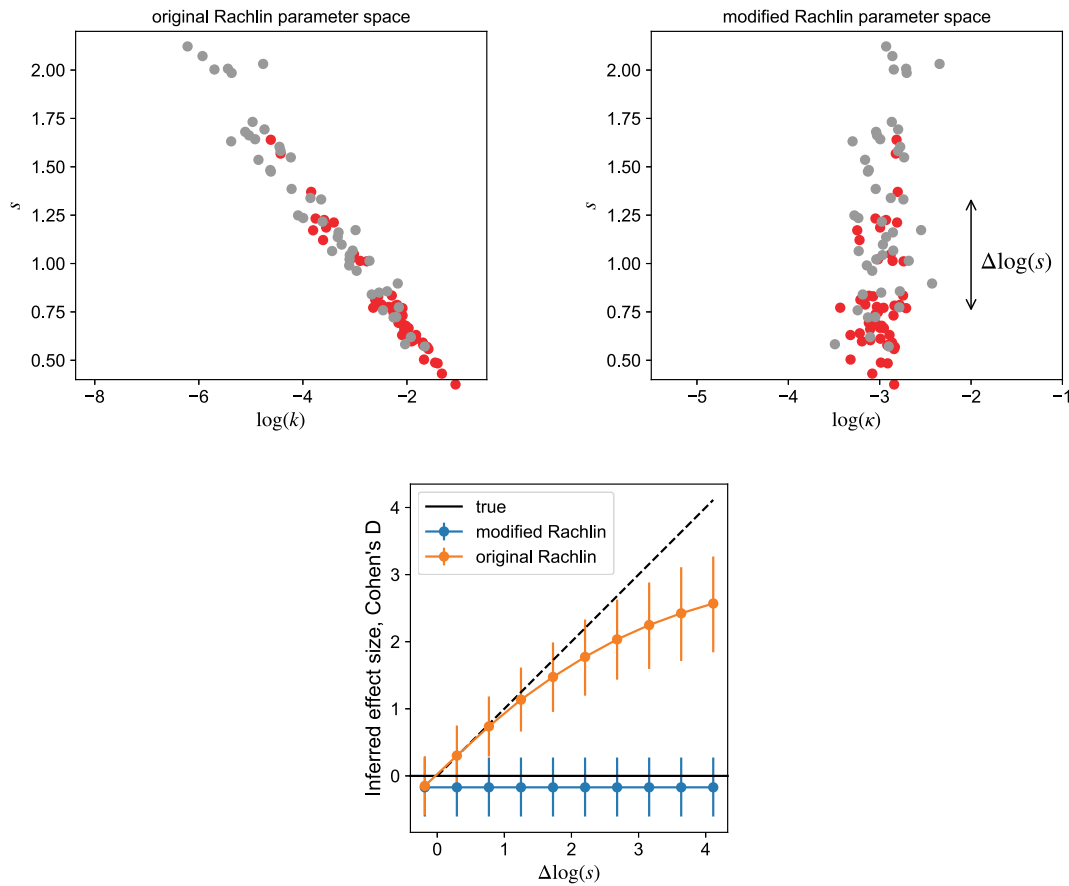 original Rachlin parameter space
modified Rachlin parameter space
2.00
1.75
1.50
1.25
1.00
0.75
0.50
s
−8
−6
−4
−2
log(k)
2.00
1.75
1.50
1.25
1.00
0.75
0.50
s
Δlog(s)
−5
−4
−3
−2
−1
log(κ)
4
3
2
1
0
Inferred effect size, Cohen's D
true
modified Rachlin
original Rachlin
0
1
2
3
4
Δlog(s)